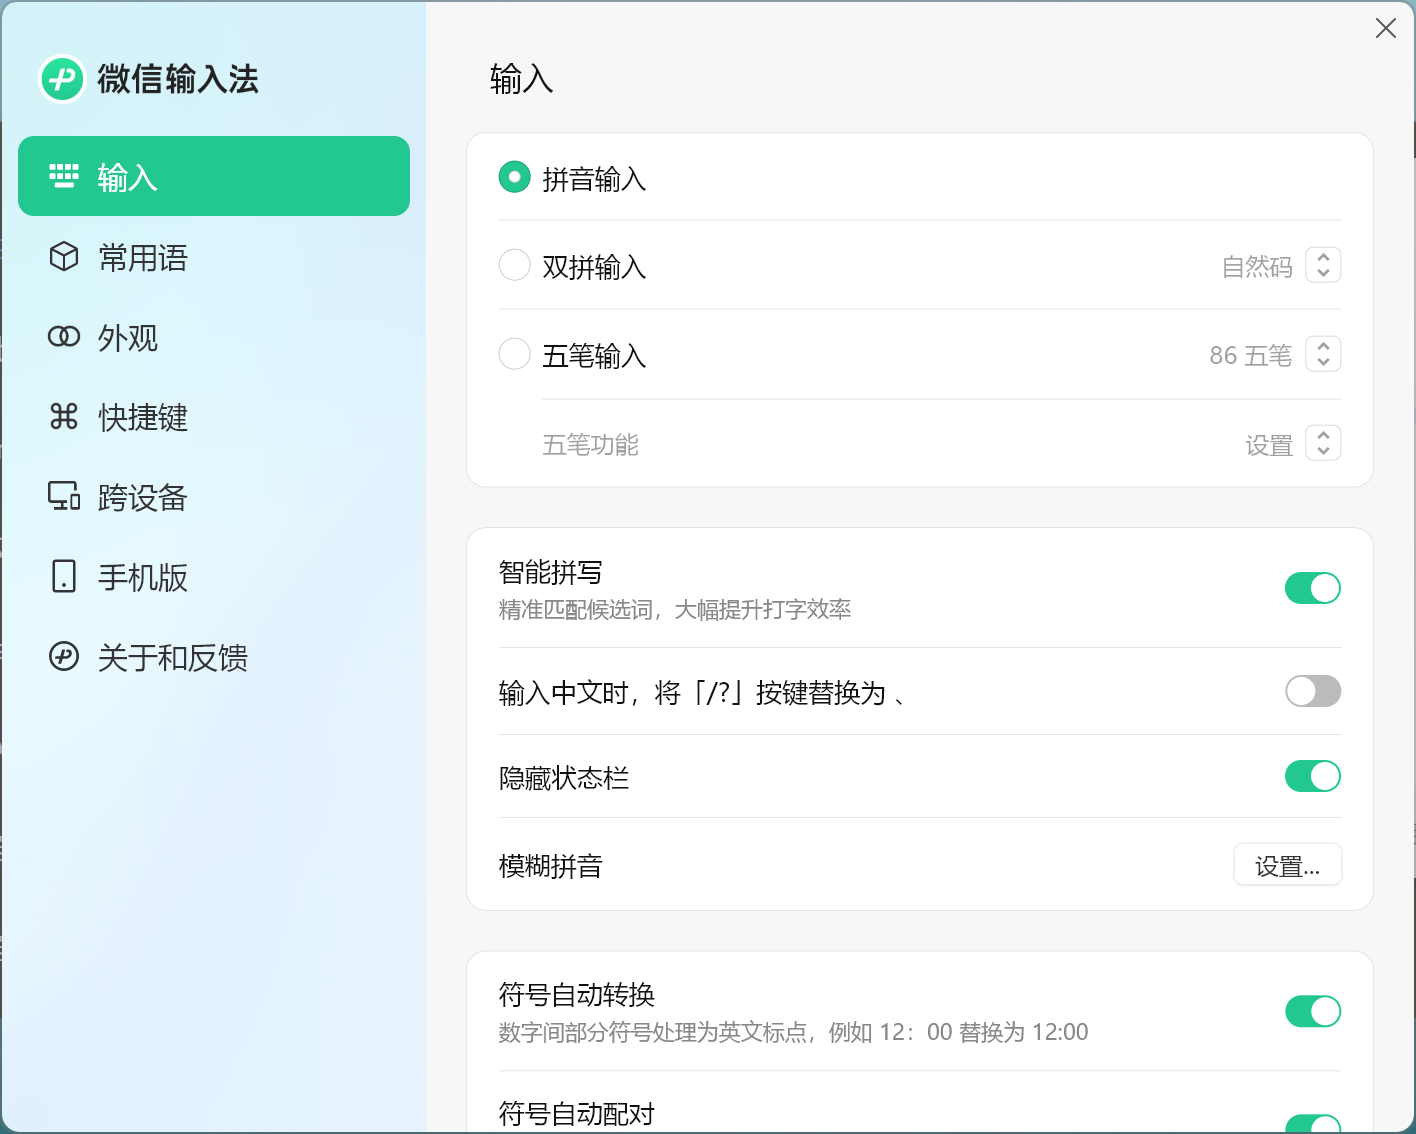 微信输入法
输入
常用语
外观
快捷键
跨设备
手机版
关于和反馈
输入
拼音输入
双拼输入 自然码
五笔输入 86 五笔
五笔功能 设置
智能拼写
精准匹配候选词，大幅提升打字效率
输入中文时，将「/?」按键替换为 、
隐藏状态栏
模糊拼音 设置...
符号自动转换
数字间部分符号处理为英文标点，例如 12：00 替换为 12:00
符号自动配对